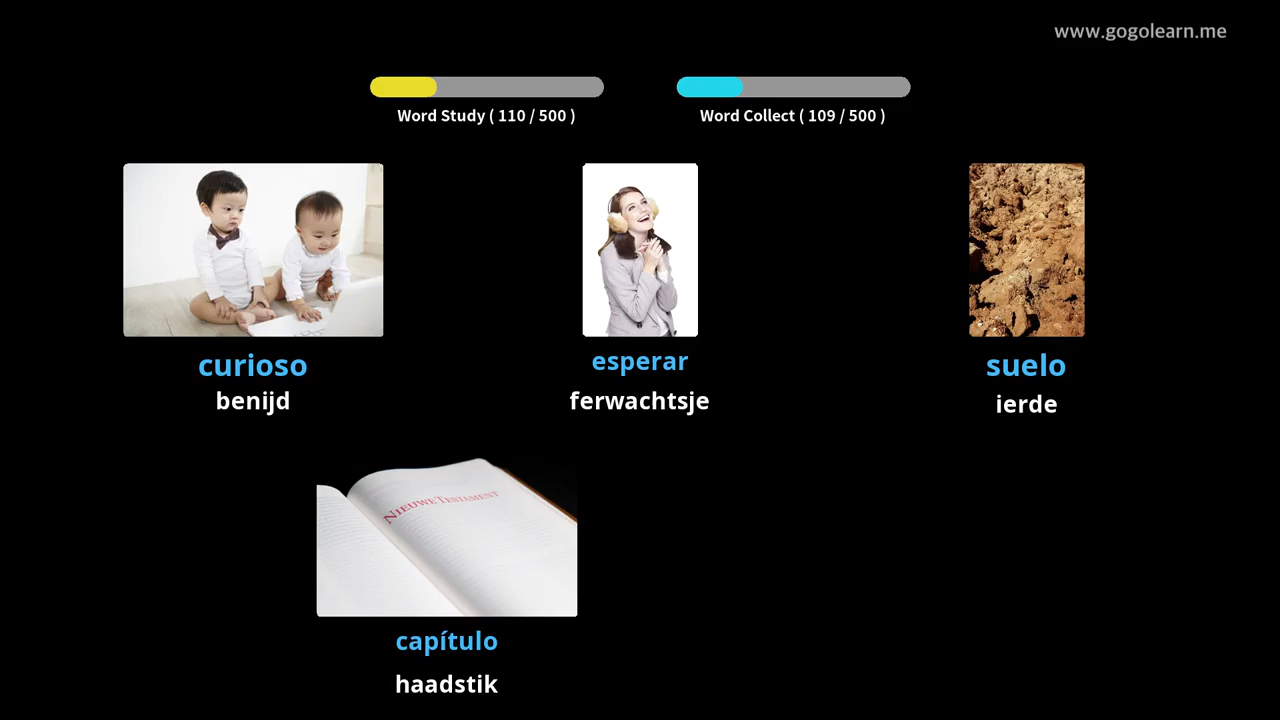 www.gogolearn.me
Word Study ( 110 / 500 )
Word Collect ( 109 / 500 )
curioso
benijd
esperar
ferwachtsje
suelo
ierde
NIEUWE TESTAMENT
capítulo
haadstik